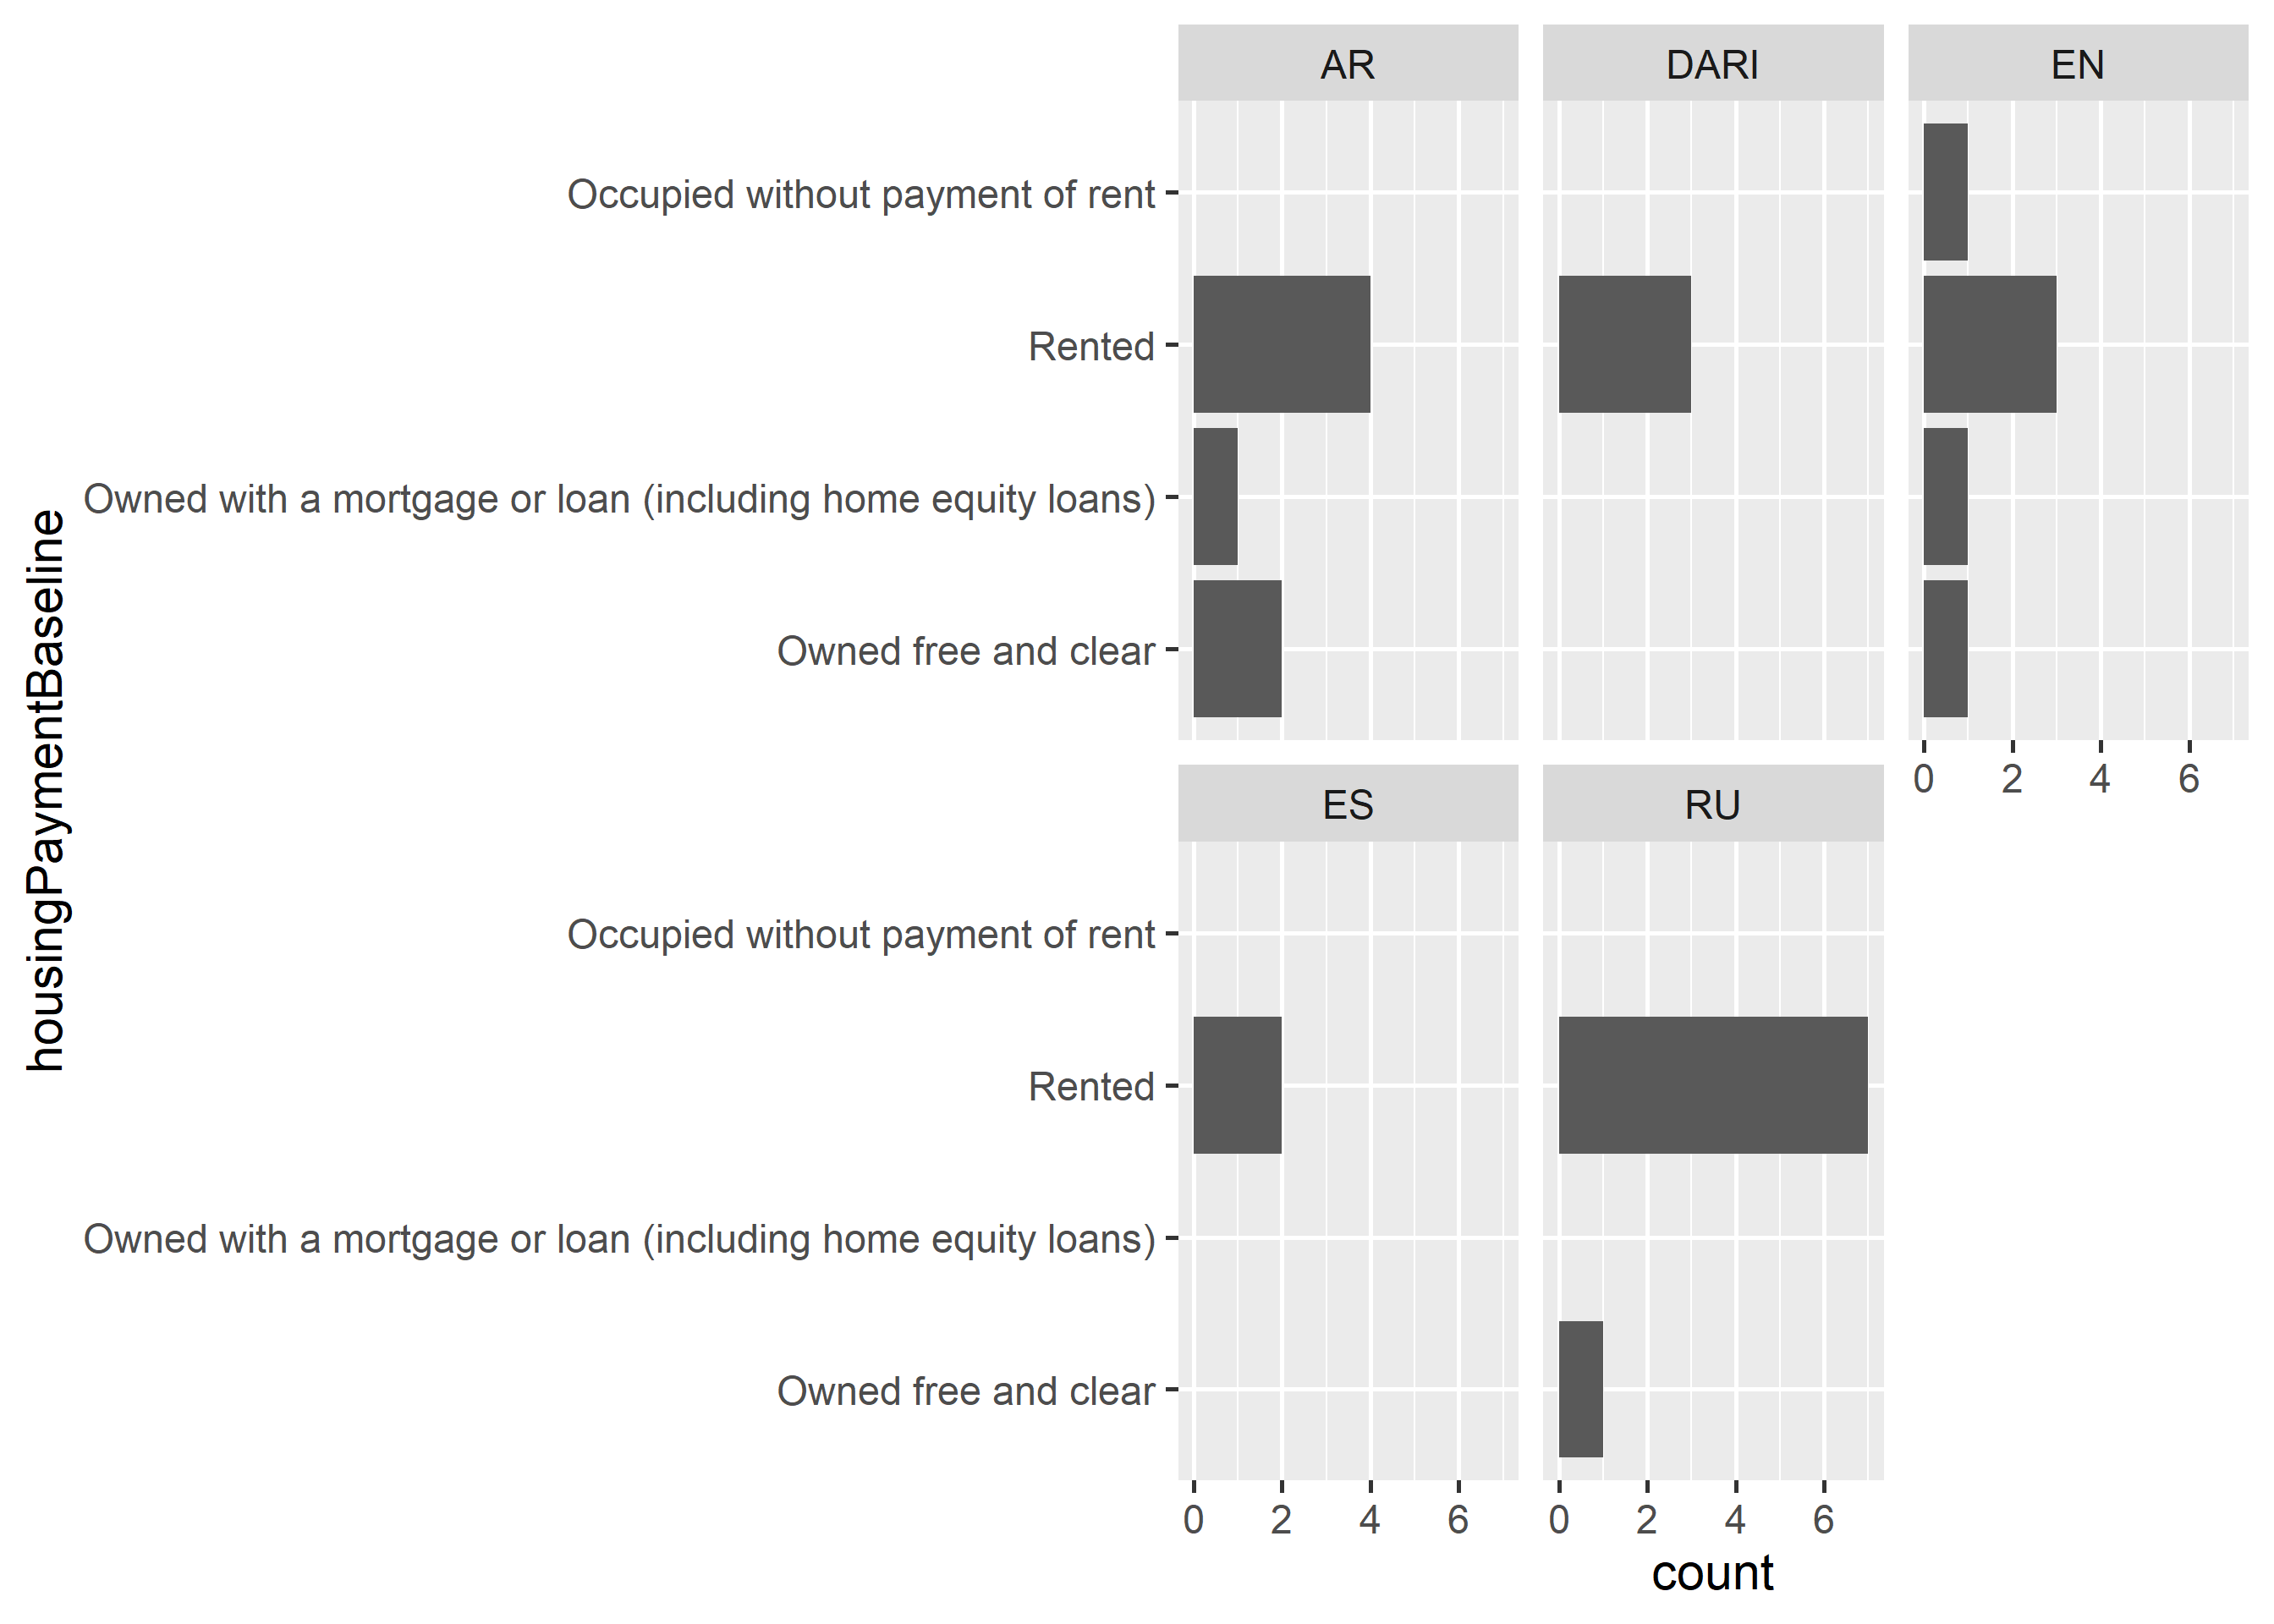 AR
DARI
EN
Occupied without payment of rent
Rented
Owned with a mortgage or loan (including home equity loans)
Owned free and clear
0 2 4 6
ES
RU
Occupied without payment of rent
Rented
Owned with a mortgage or loan (including home equity loans)
Owned free and clear
0 2 4 6
0 2 4 6
count
housingPaymentBaseline